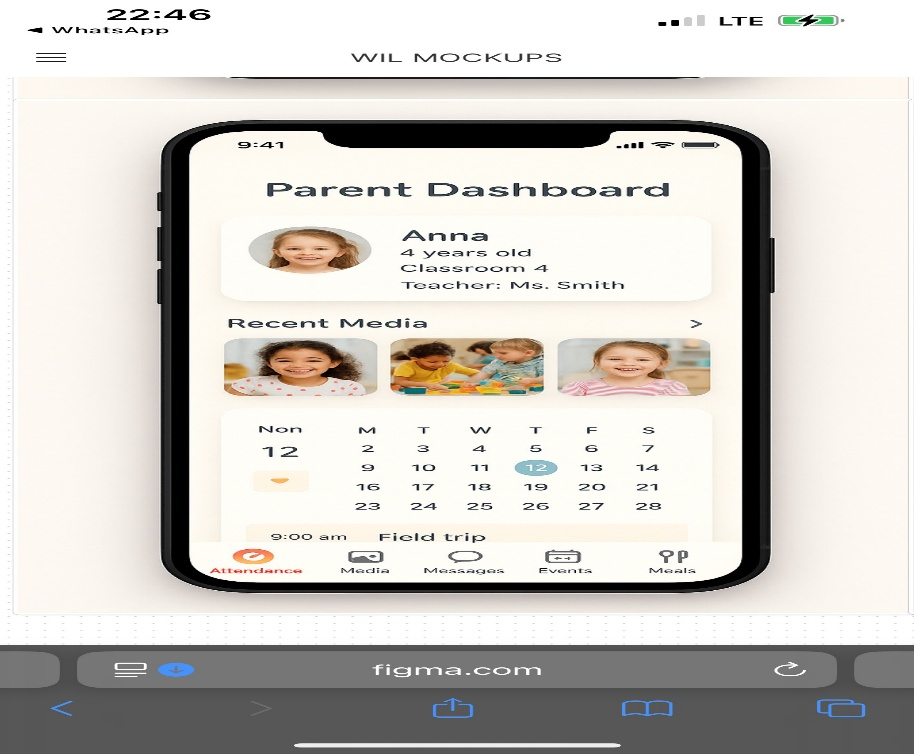 22:46
◀ WhatsApp
LTE
WIL MOCKUPS
9:41
Parent Dashboard
Anna
4 years old
Classroom 4
Teacher: Ms. Smith
Recent Media >
Non M T W T F S
12 2 3 4 5 6 7
9 10 11 12 13 14
16 17 18 19 20 21
23 24 25 26 27 28
9:00 am Field trip
Attendance Media Messages Events Meals
figma.com